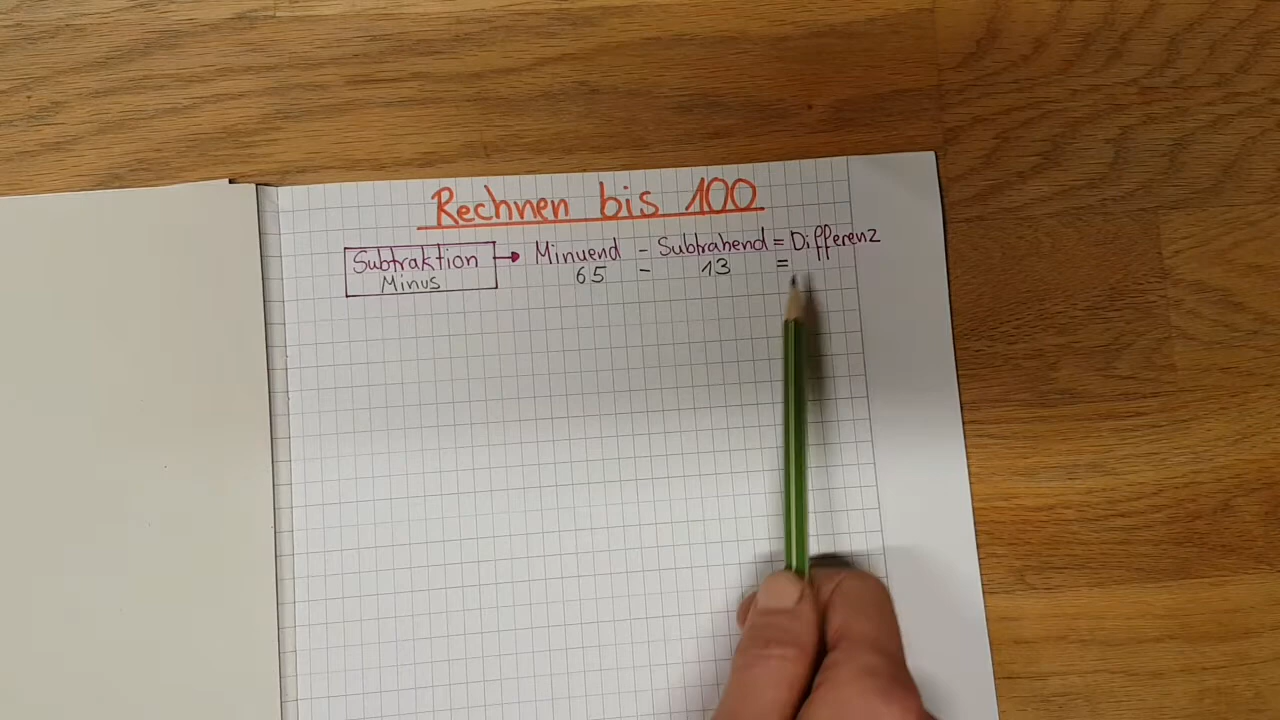 Rechnen bis 100
Subtraktion → Minuend - Subtrahend = Differenz
Minus 65 - 13 =